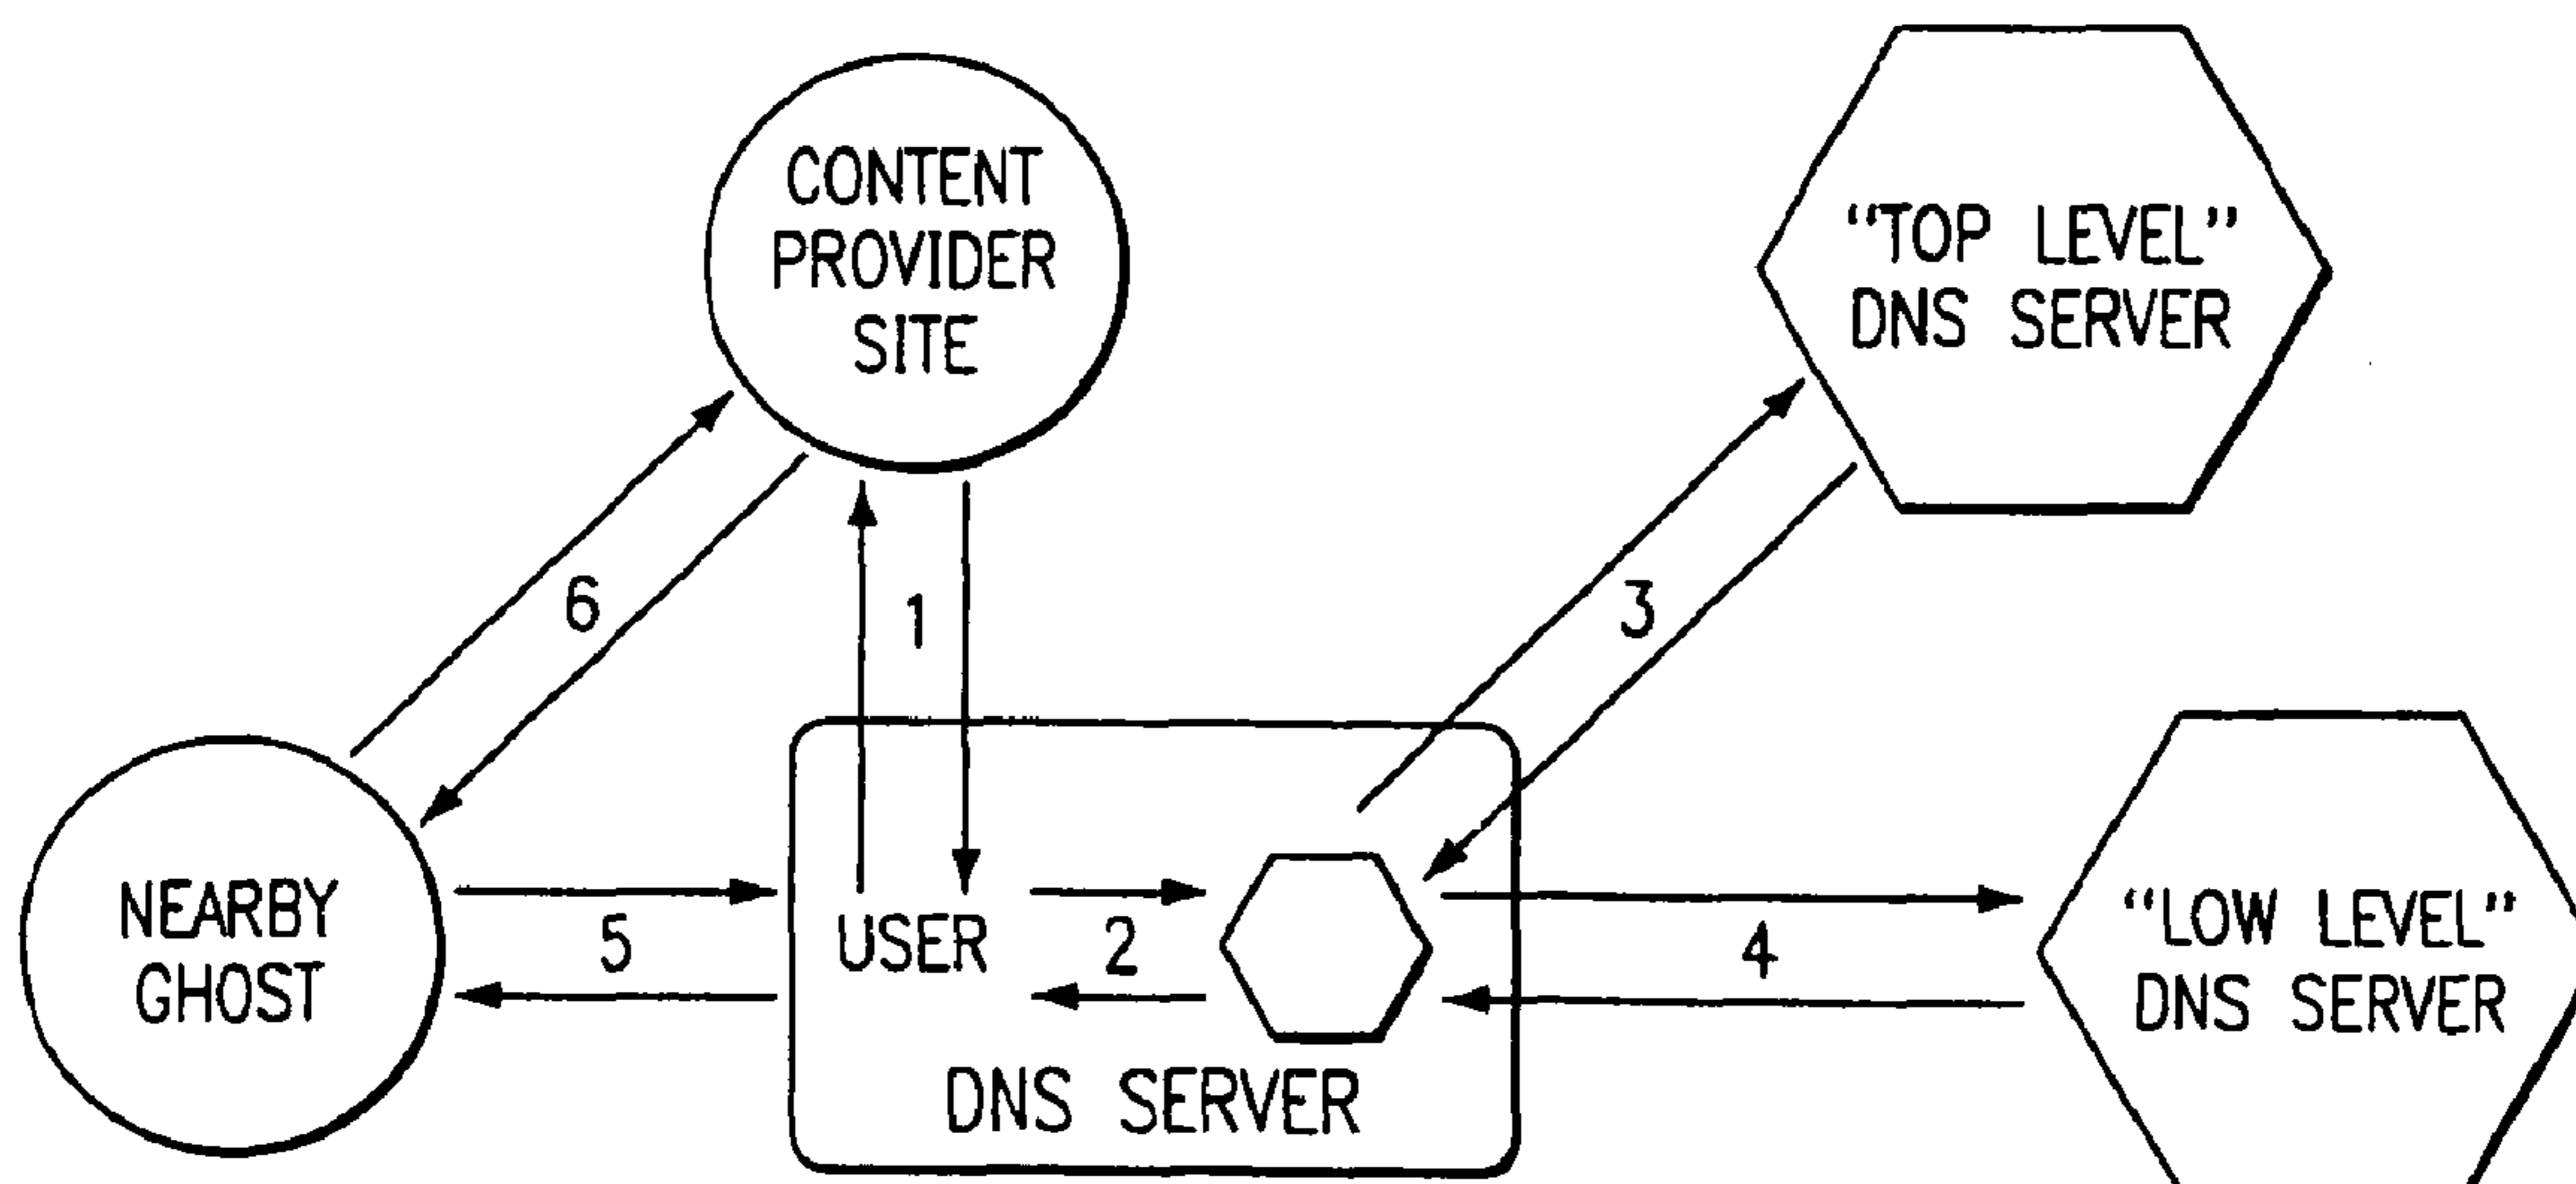 CONTENT
PROVIDER
SITE
"TOP LEVEL"
DNS SERVER
6
1
3
NEARBY
GHOST
5
USER
2
4
"LOW LEVEL"
DNS SERVER
DNS SERVER